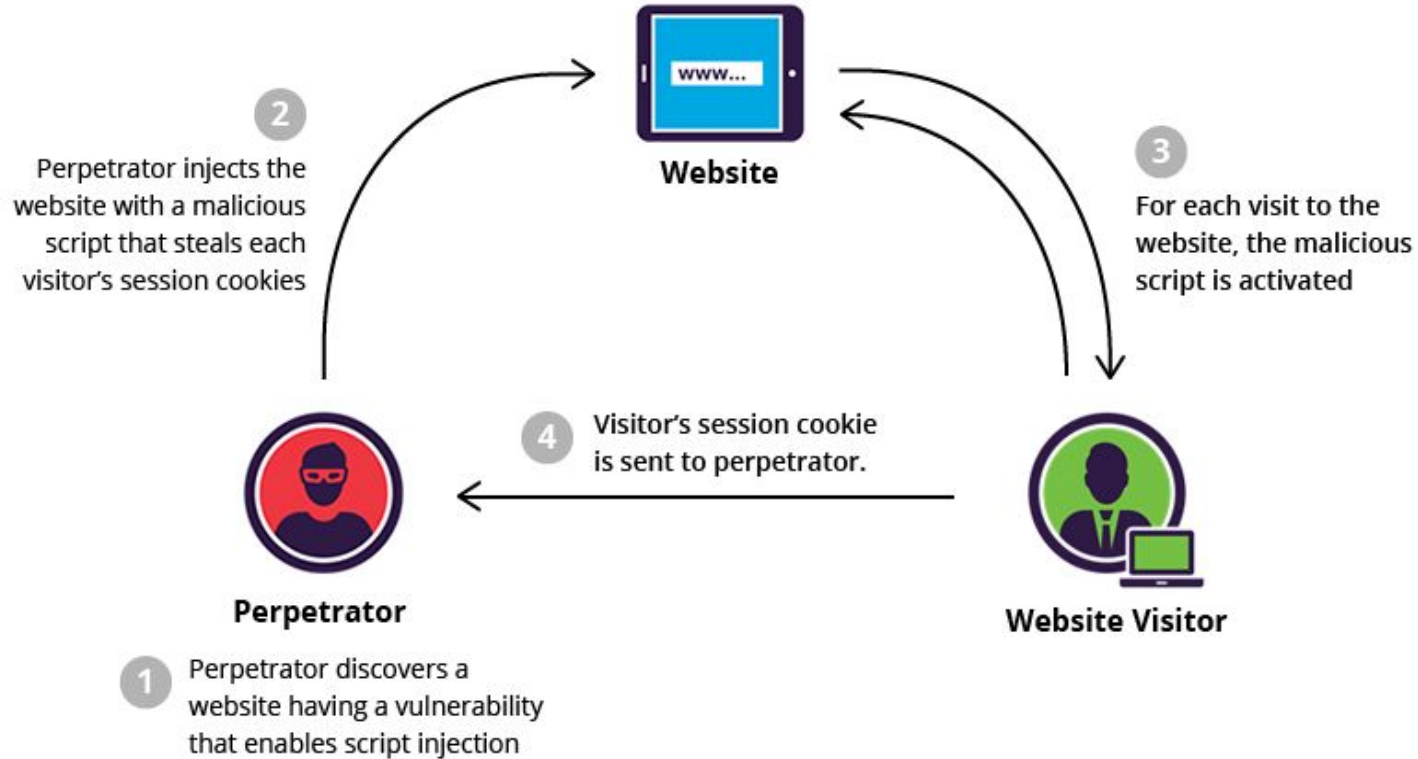 www...
Website
2
Perpetrator injects the
website with a malicious
script that steals each
visitor's session cookies
3
For each visit to the
website, the malicious
script is activated
4
Visitor's session cookie
is sent to perpetrator.
Perpetrator
Website Visitor
1
Perpetrator discovers a
website having a vulnerability
that enables script injection